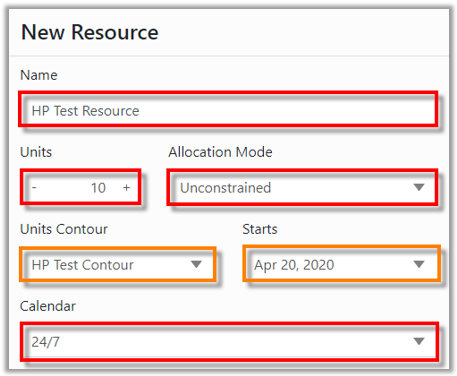 New Resource
Name
HP Test Resource
Units Allocation Mode
- 10 + Unconstrained
Units Contour Starts
HP Test Contour Apr 20, 2020
Calendar
24/7